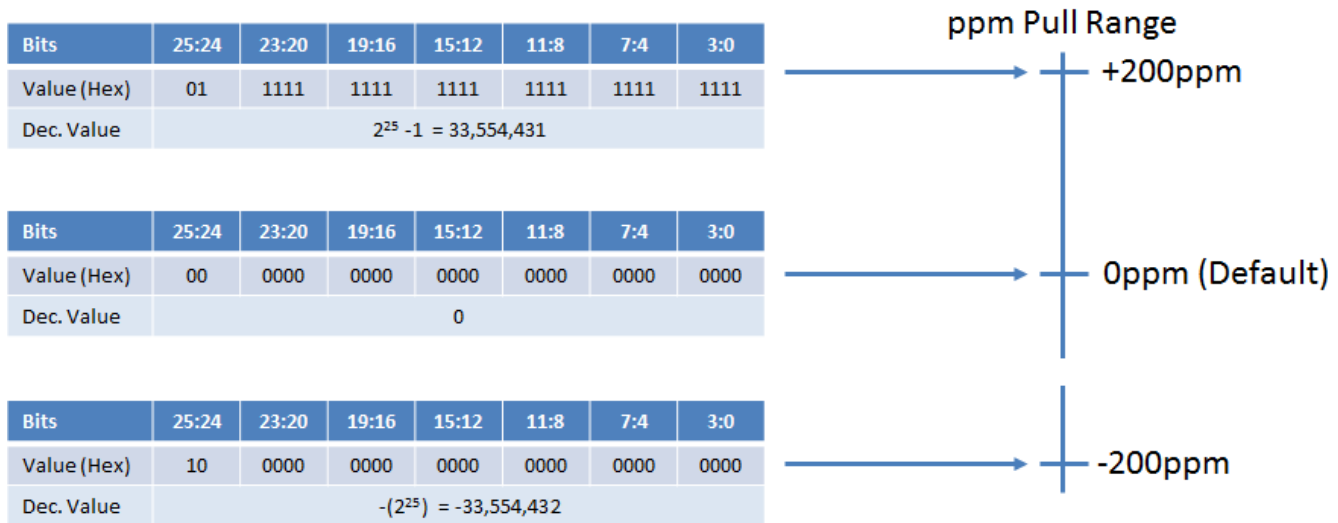 ppm Pull Range
Bits 25:24 23:20 19:16 15:12 11:8 7:4 3:0
Value (Hex) 01 1111 1111 1111 1111 1111 1111
Dec. Value 2²⁵ -1 = 33,554,431
+200ppm
Bits 25:24 23:20 19:16 15:12 11:8 7:4 3:0
Value (Hex) 00 0000 0000 0000 0000 0000 0000
Dec. Value 0
0ppm (Default)
Bits 25:24 23:20 19:16 15:12 11:8 7:4 3:0
Value (Hex) 10 0000 0000 0000 0000 0000 0000
Dec. Value -(2²⁵) = -33,554,432
-200ppm